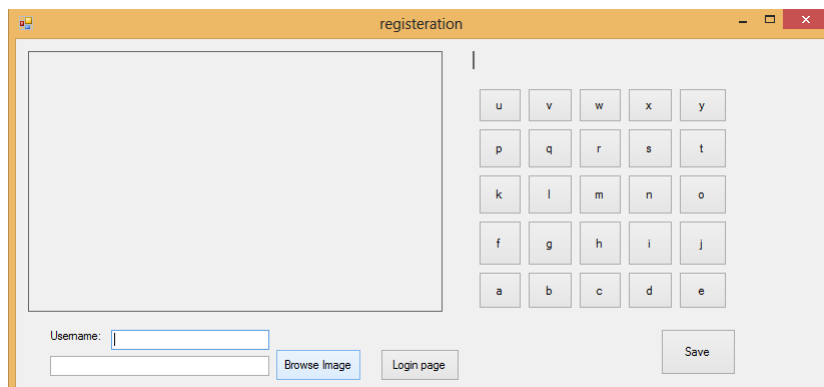 registeration
u v w x y
p q r s t
k l m n o
f g h i j
a b c d e
Username:
Browse Image Login page Save